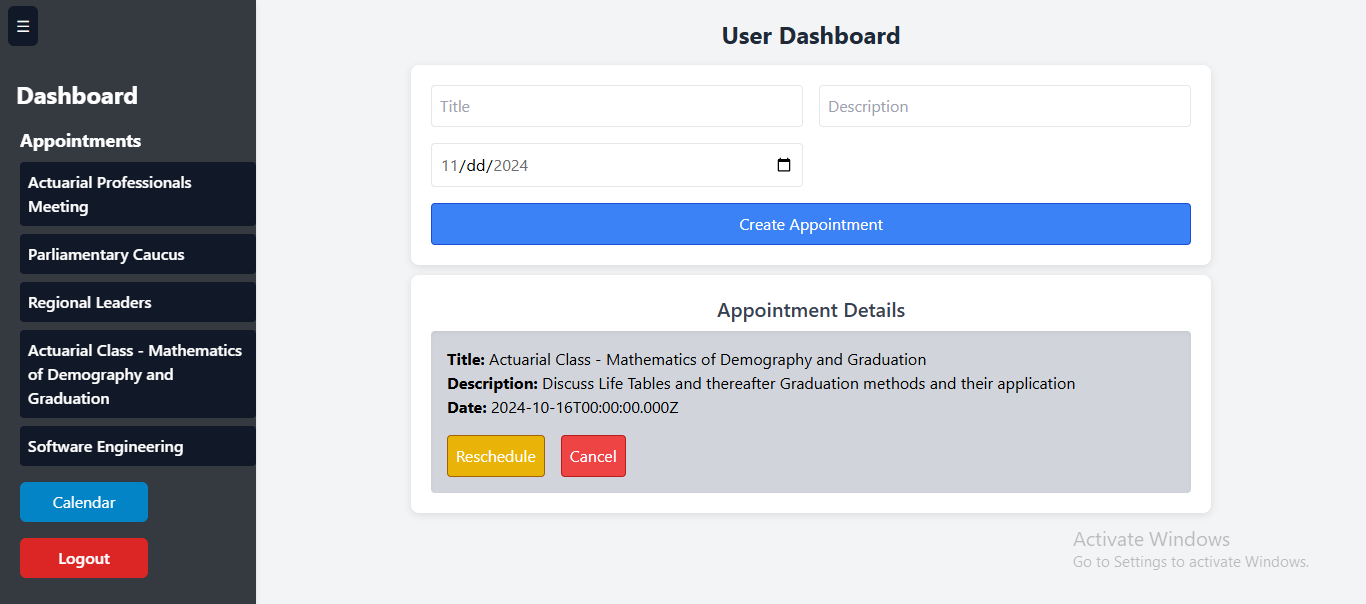 ☰
Dashboard
Appointments
Actuarial Professionals
Meeting
Parliamentary Caucus
Regional Leaders
Actuarial Class - Mathematics
of Demography and
Graduation
Software Engineering
Calendar
Logout
User Dashboard
Title
Description
11/dd/2024
Create Appointment
Appointment Details
Title: Actuarial Class - Mathematics of Demography and Graduation
Description: Discuss Life Tables and thereafter Graduation methods and their application
Date: 2024-10-16T00:00:00.000Z
Reschedule
Cancel
Activate Windows
Go to Settings to activate Windows.